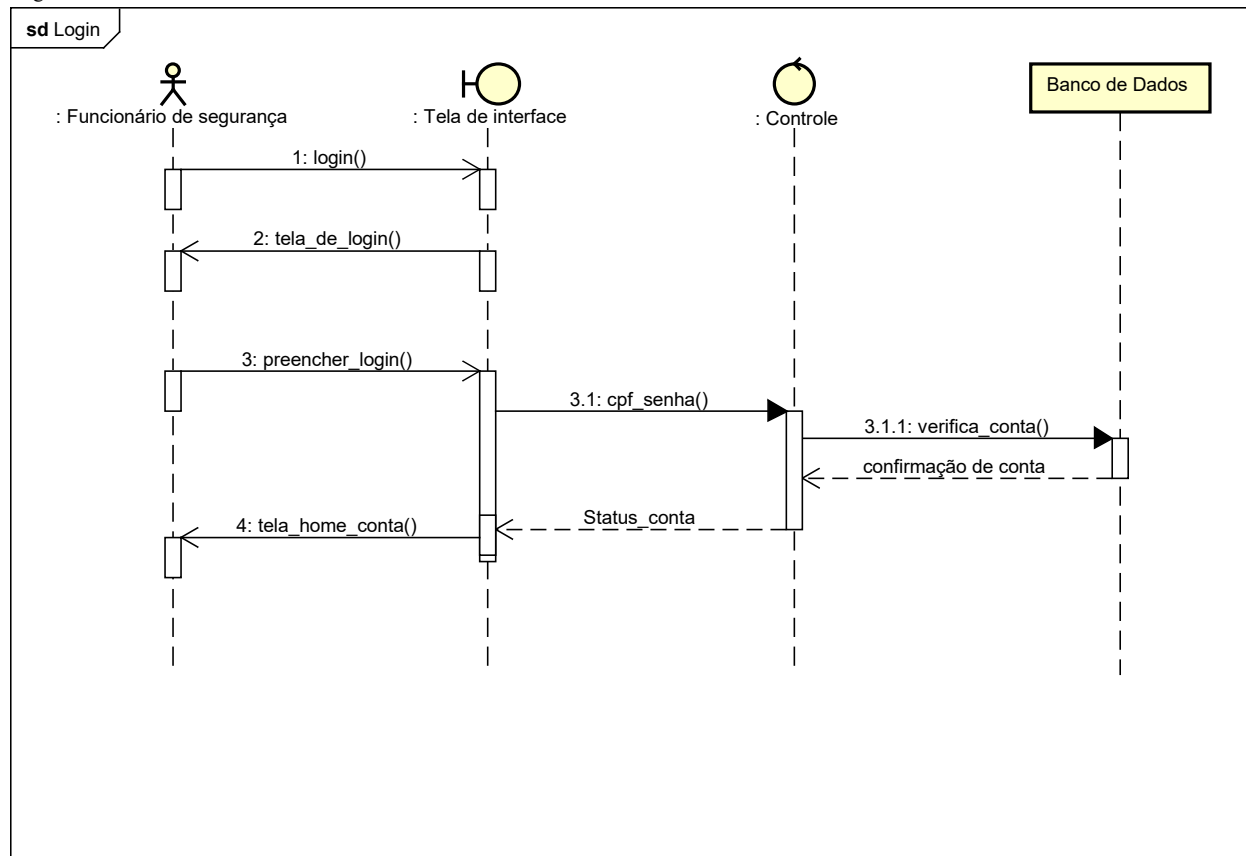 sd Login
: Funcionário de segurança
: Tela de interface
: Controle
Banco de Dados
1: login()
2: tela_de_login()
3: preencher_login()
3.1: cpf_senha()
3.1.1: verifica_conta()
confirmação de conta
Status_conta
4: tela_home_conta()